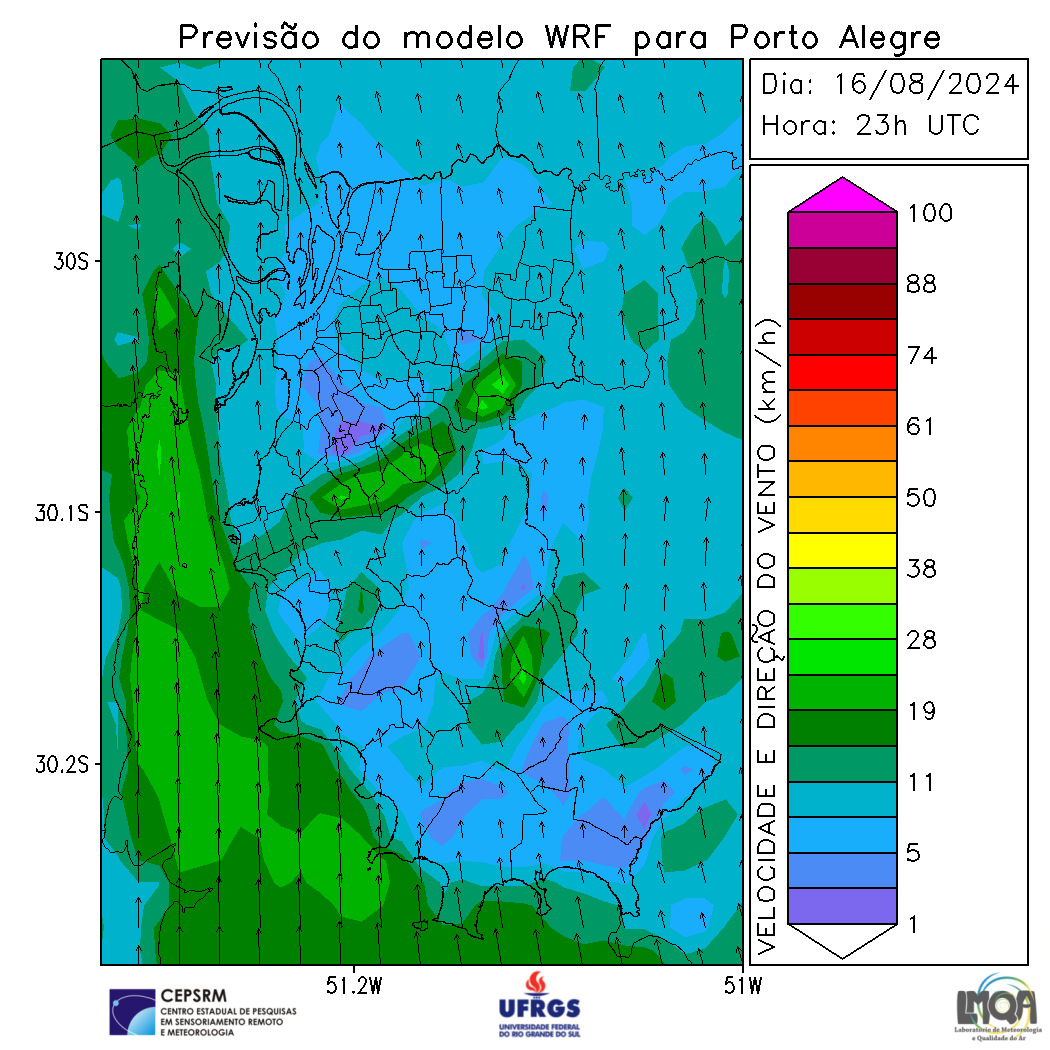 Previsão do modelo WRF para Porto Alegre
Dia: 16/08/2024
Hora: 23h UTC
30S
30.1S
30.2S
51.2W
51W
VELOCIDADE E DIREÇÃO DO VENTO (km/h)
100
88
74
61
50
38
28
19
11
5
1
CEPSRM
CENTRO ESTADUAL DE PESQUISAS
EM SENSORIAMENTO REMOTO
E METEOROLOGIA
UFRGS
UNIVERSIDADE FEDERAL
DO RIO GRANDE DO SUL
LMQA
Laboratório de Meteorologia
e Qualidade do Ar